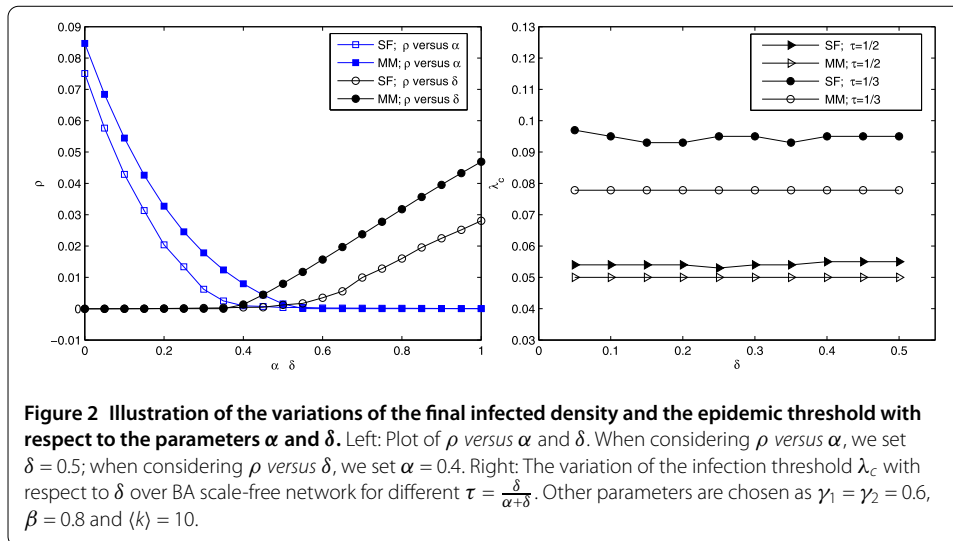 0.09
0.08
0.07
0.06
0.05
0.04
0.03
0.02
0.01
0
−0.01
ρ
0
0.2
0.4
0.6
0.8
1
α δ
SF; ρ versus α
MM; ρ versus α
SF; ρ versus δ
MM; ρ versus δ
0.13
0.12
0.11
0.1
0.09
0.08
0.07
0.06
0.05
0.04
0.03
λc
0
0.1
0.2
0.3
0.4
0.5
δ
SF; τ=1/2
MM; τ=1/2
SF; τ=1/3
MM; τ=1/3
Figure 2 Illustration of the variations of the final infected density and the epidemic threshold with
respect to the parameters α and δ. Left: Plot of ρ versus α and δ. When considering ρ versus α, we set
δ = 0.5; when considering ρ versus δ, we set α = 0.4. Right: The variation of the infection threshold λc with
respect to δ over BA scale-free network for different τ = δ/(α+δ). Other parameters are chosen as γ1 = γ2 = 0.6,
β = 0.8 and ⟨k⟩ = 10.